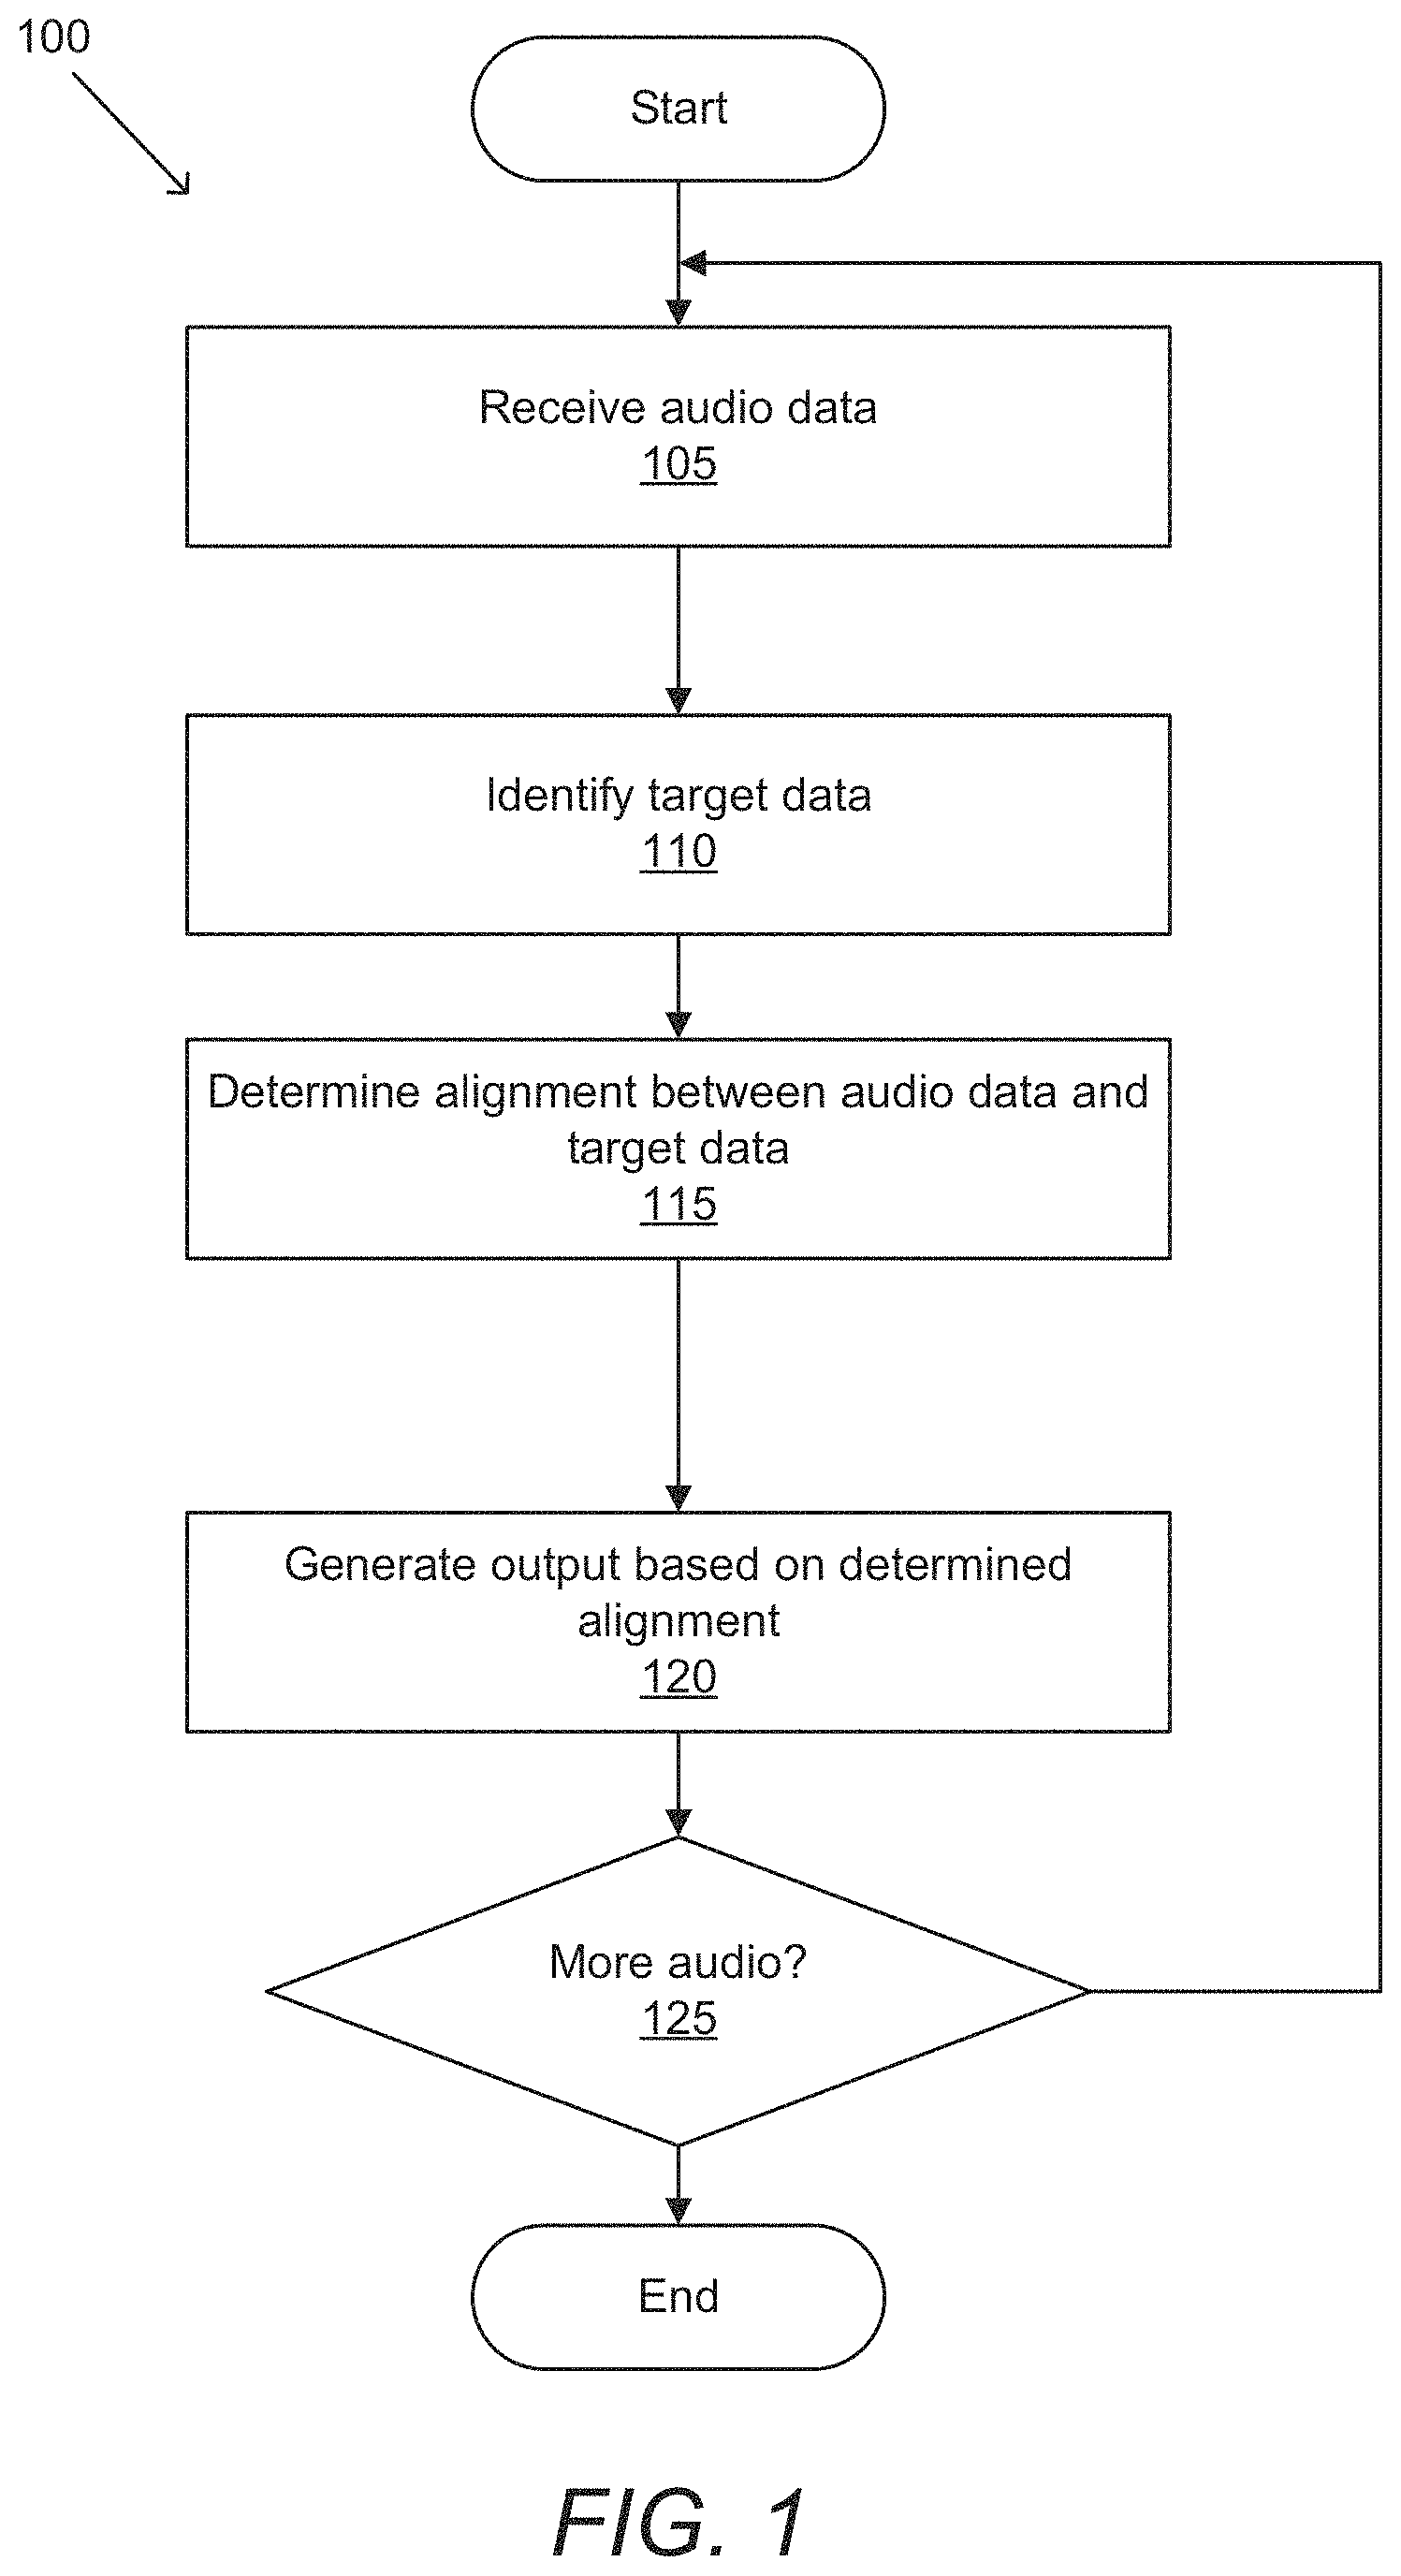 100
Start
Receive audio data
105
Identify target data
110
Determine alignment between audio data and
target data
115
Generate output based on determined
alignment
120
More audio?
125
End
FIG. 1